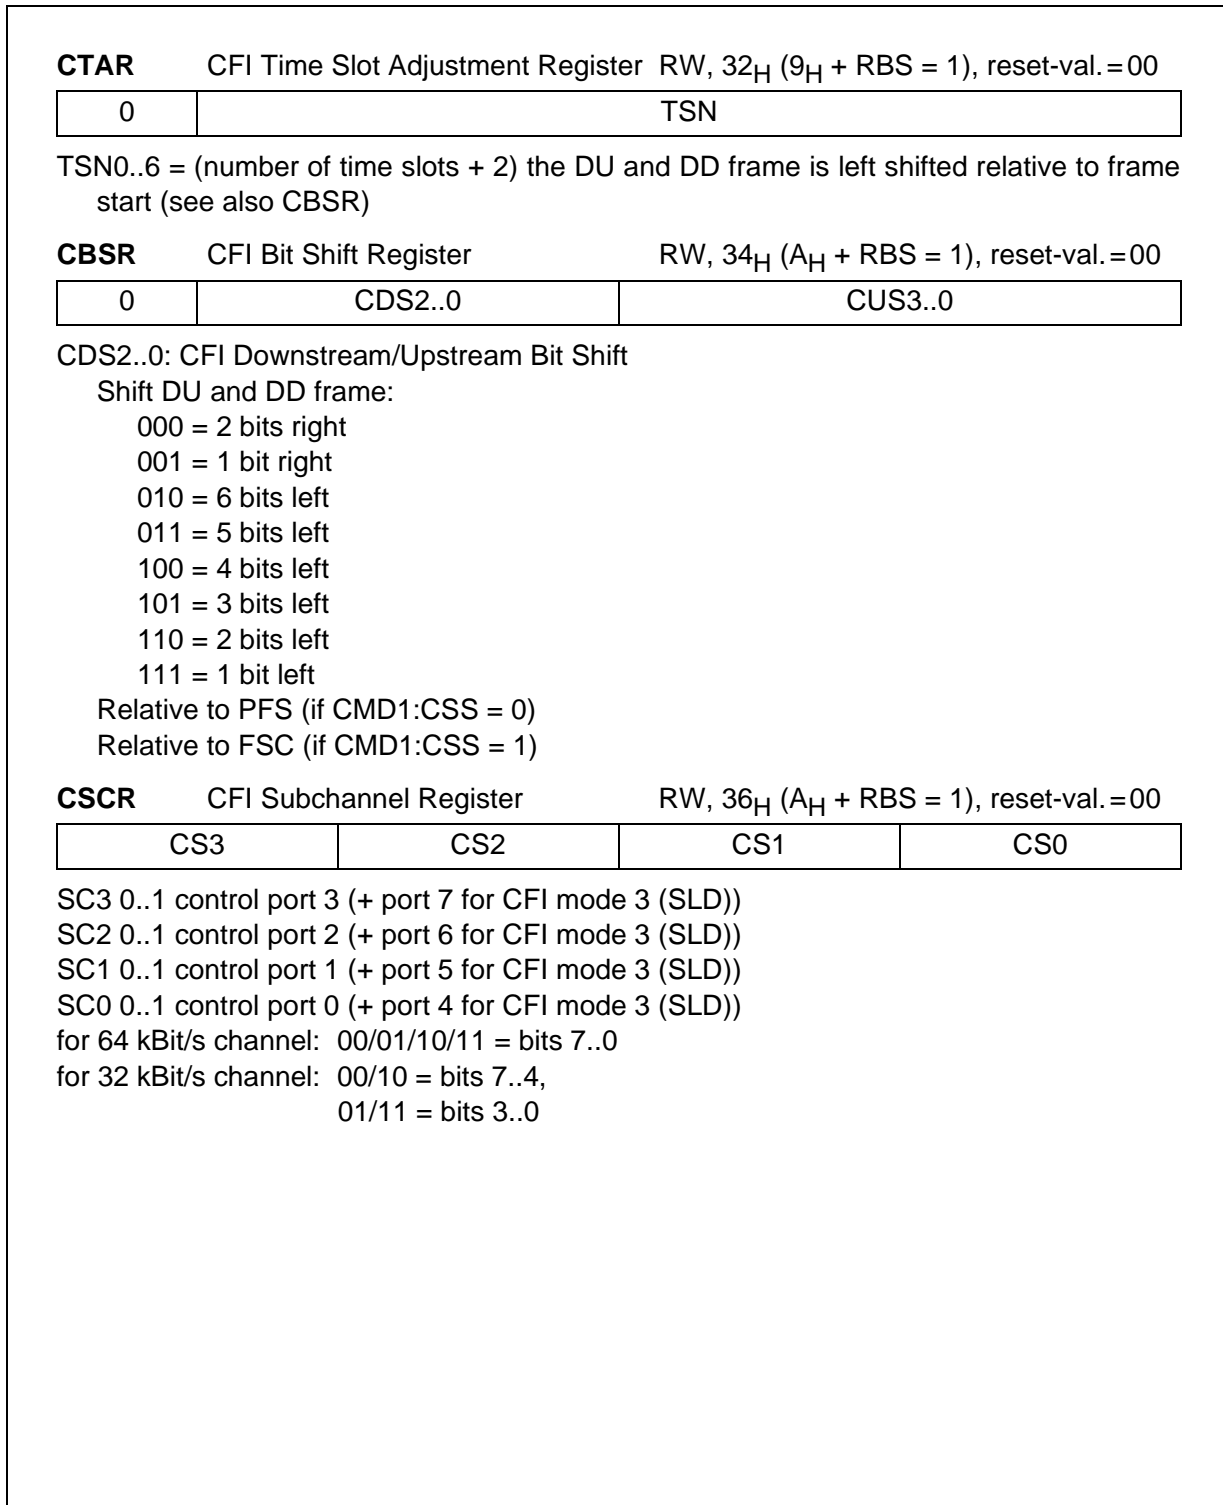 CTAR CFI Time Slot Adjustment Register RW, 32H (9H + RBS = 1), reset-val.=00
0 TSN
TSN0..6 = (number of time slots + 2) the DU and DD frame is left shifted relative to frame
start (see also CBSR)
CBSR CFI Bit Shift Register RW, 34H (AH + RBS = 1), reset-val.=00
0 CDS2..0 CUS3..0
CDS2..0: CFI Downstream/Upstream Bit Shift
Shift DU and DD frame:
000 = 2 bits right
001 = 1 bit right
010 = 6 bits left
011 = 5 bits left
100 = 4 bits left
101 = 3 bits left
110 = 2 bits left
111 = 1 bit left
Relative to PFS (if CMD1:CSS = 0)
Relative to FSC (if CMD1:CSS = 1)
CSCR CFI Subchannel Register RW, 36H (AH + RBS = 1), reset-val.=00
CS3 CS2 CS1 CS0
SC3 0..1 control port 3 (+ port 7 for CFI mode 3 (SLD))
SC2 0..1 control port 2 (+ port 6 for CFI mode 3 (SLD))
SC1 0..1 control port 1 (+ port 5 for CFI mode 3 (SLD))
SC0 0..1 control port 0 (+ port 4 for CFI mode 3 (SLD))
for 64 kBit/s channel: 00/01/10/11 = bits 7..0
for 32 kBit/s channel: 00/10 = bits 7..4,
01/11 = bits 3..0